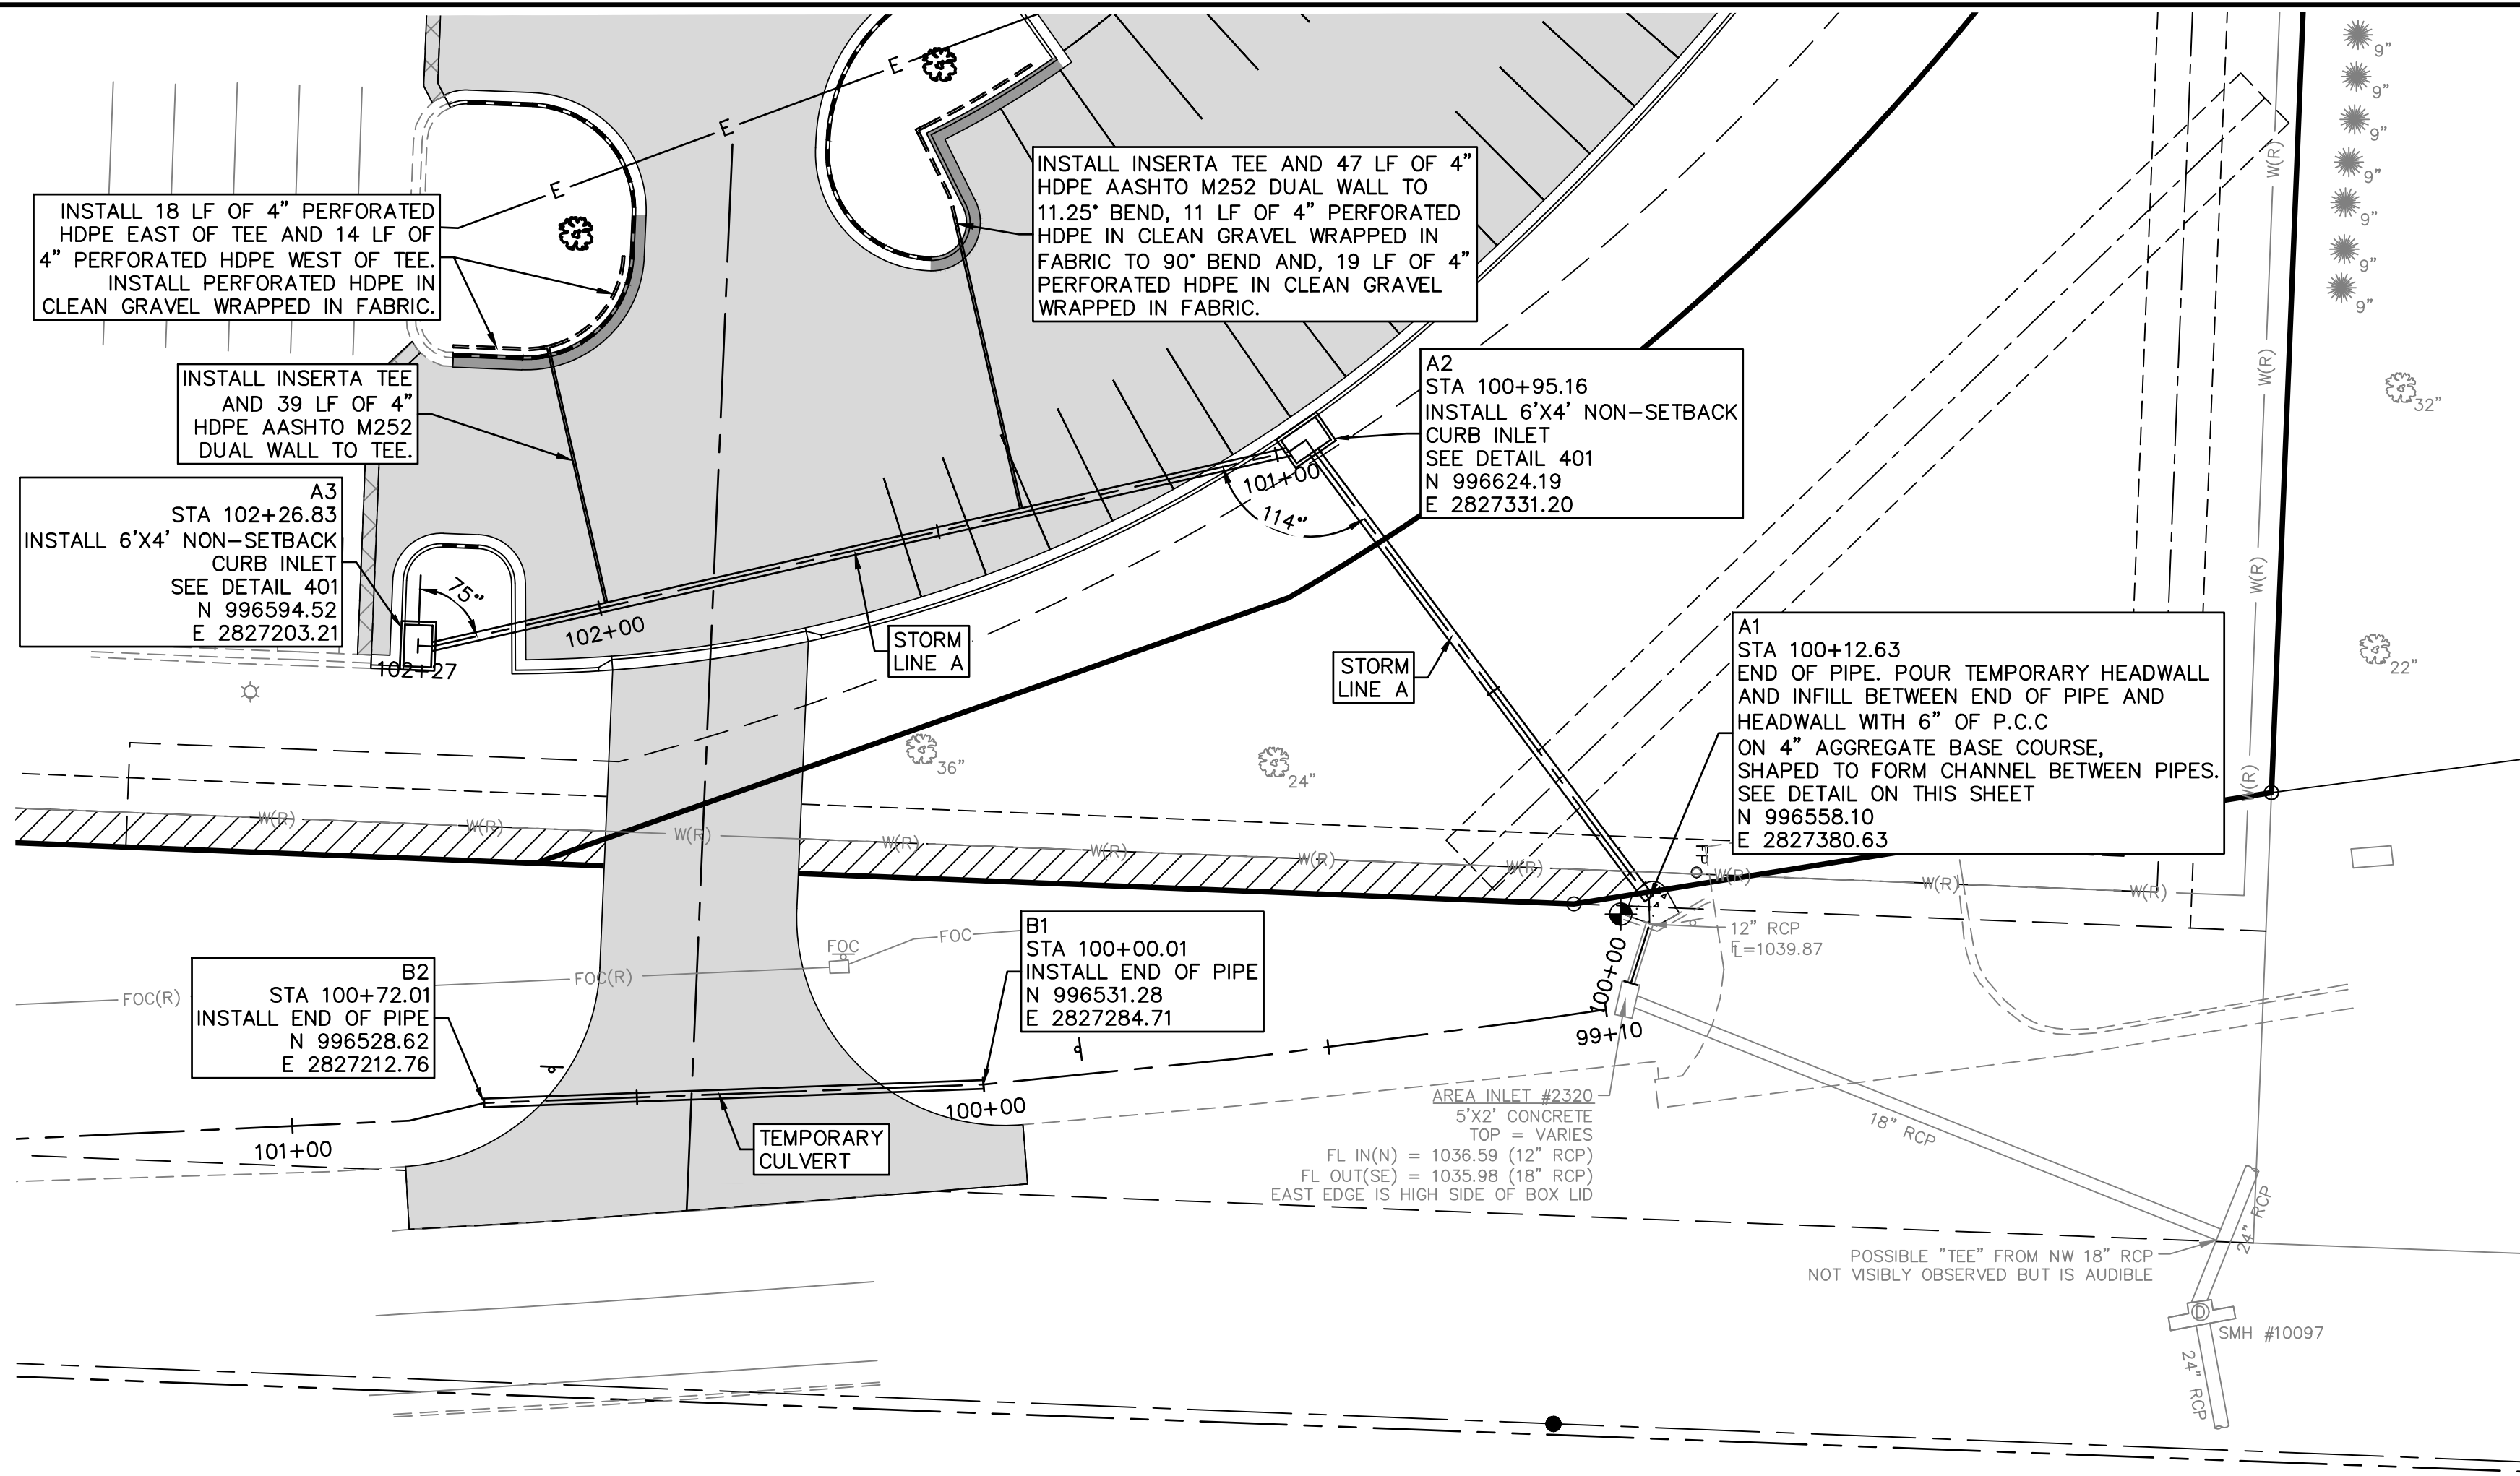 9"
9"
9"
9"
9"
9"
9"
E
E
E
W(R)
W(R)
W(R)
W(R)
INSTALL 18 LF OF 4" PERFORATED
HDPE EAST OF TEE AND 14 LF OF
4" PERFORATED HDPE WEST OF TEE.
INSTALL PERFORATED HDPE IN
CLEAN GRAVEL WRAPPED IN FABRIC.
INSTALL INSERTA TEE AND 47 LF OF 4"
HDPE AASHTO M252 DUAL WALL TO
11.25° BEND, 11 LF OF 4" PERFORATED
HDPE IN CLEAN GRAVEL WRAPPED IN
FABRIC TO 90° BEND AND, 19 LF OF 4"
PERFORATED HDPE IN CLEAN GRAVEL
WRAPPED IN FABRIC.
INSTALL INSERTA TEE
AND 39 LF OF 4"
HDPE AASHTO M252
DUAL WALL TO TEE.
A2
STA 100+95.16
INSTALL 6'X4' NON-SETBACK
CURB INLET
SEE DETAIL 401
N 996624.19
E 2827331.20
32"
A3
STA 102+26.83
INSTALL 6'X4' NON-SETBACK
CURB INLET
SEE DETAIL 401
N 996594.52
E 2827203.21
101+00
114°
75°
102+00
102+27
STORM
LINE A
STORM
LINE A
A1
STA 100+12.63
END OF PIPE. POUR TEMPORARY HEADWALL
AND INFILL BETWEEN END OF PIPE AND
HEADWALL WITH 6" OF P.C.C
ON 4" AGGREGATE BASE COURSE,
SHAPED TO FORM CHANNEL BETWEEN PIPES.
SEE DETAIL ON THIS SHEET
N 996558.10
E 2827380.63
22"
36"
24"
W(R)
W(R)
W(R)
W(R)
W(R)
W(R)
W(R)
W(R)
W(R)
W(R)
FP
12" RCP
FL=1039.87
100+00
99+10
FOC(R)
FOC(R)
FOC
FOC
B2
STA 100+72.01
INSTALL END OF PIPE
N 996528.62
E 2827212.76
B1
STA 100+00.01
INSTALL END OF PIPE
N 996531.28
E 2827284.71
100+00
101+00
TEMPORARY
CULVERT
AREA INLET #2320
5'X2' CONCRETE
TOP = VARIES
FL IN(N) = 1036.59 (12" RCP)
FL OUT(SE) = 1035.98 (18" RCP)
EAST EDGE IS HIGH SIDE OF BOX LID
18" RCP
24" RCP
POSSIBLE "TEE" FROM NW 18" RCP
NOT VISIBLY OBSERVED BUT IS AUDIBLE
D
SMH #10097
24" RCP